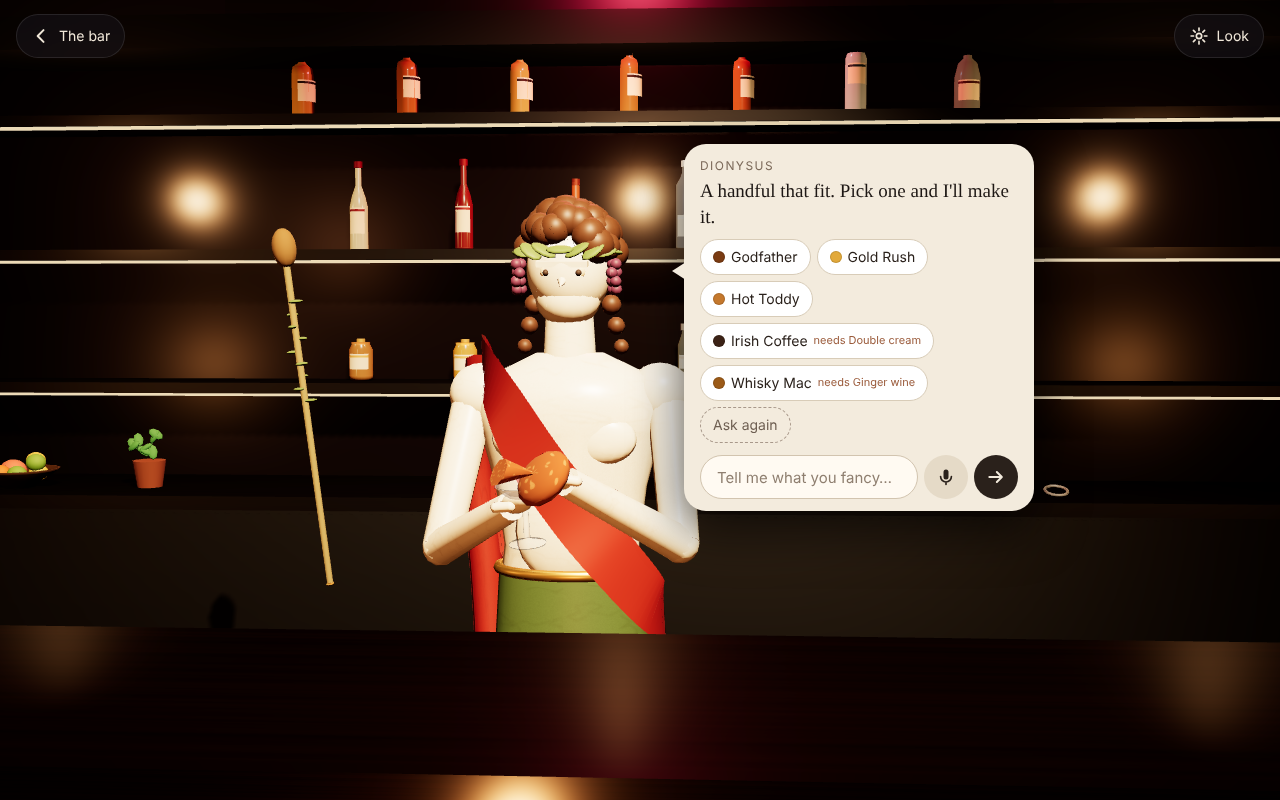 The bar
Look
DIONYSUS
A handful that fit. Pick one and I'll make
it.
Godfather
Gold Rush
Hot Toddy
Irish Coffee needs Double cream
Whisky Mac needs Ginger wine
Ask again
Tell me what you fancy...